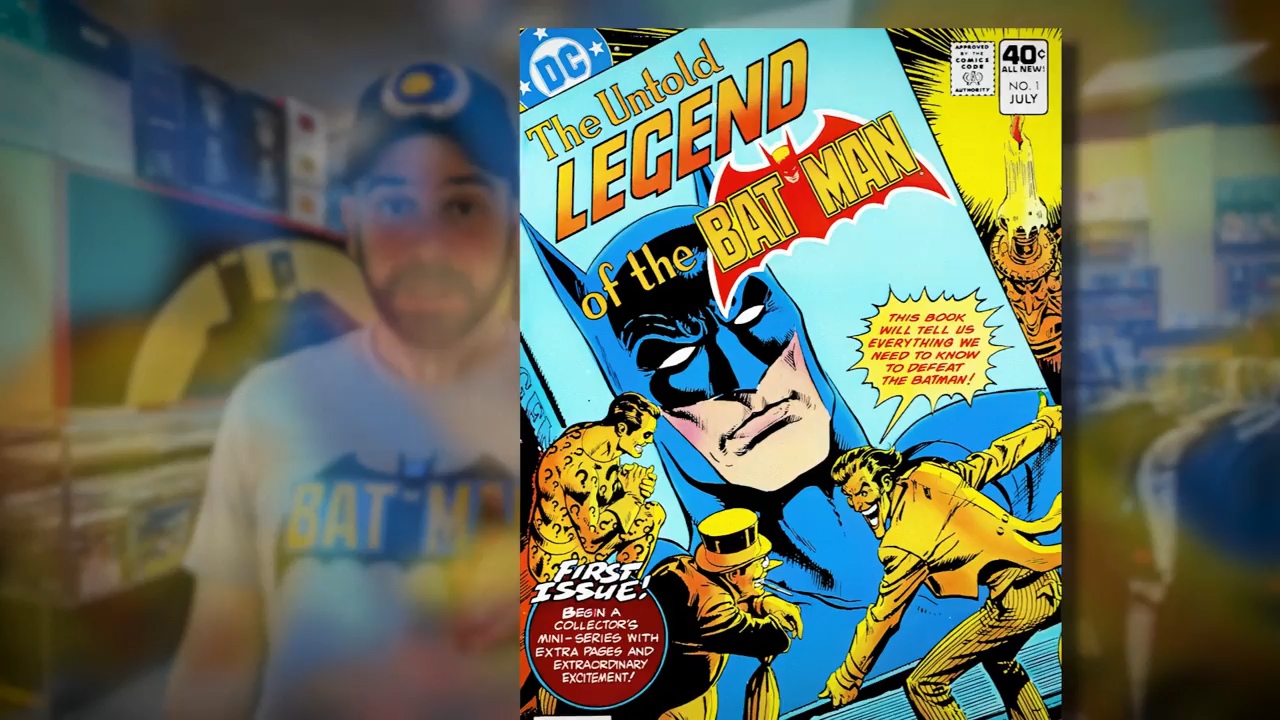 DC
The Untold
LEGEND
of the BATMAN
APPROVED
BY THE
COMICS
CODE
AUTHORITY
40¢
ALL NEW!
NO. 1
JULY
THIS BOOK
WILL TELL US
EVERYTHING WE
NEED TO KNOW
TO DEFEAT
THE BATMAN!
FIRST
ISSUE!
BEGIN A
COLLECTOR'S
MINI-SERIES WITH
EXTRA PAGES AND
EXTRAORDINARY
EXCITEMENT!
BAT M